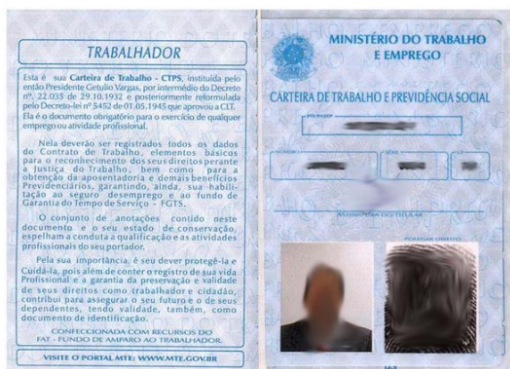 TRABALHADOR
Esta é sua Carteira de Trabalho - CTPS, instituída pelo
então Presidente Getulio Vargas, por intermédio do Decreto
nº. 22.035 de 29.10.1932 e posteriormente reformulada
pelo Decreto-lei nº 5452 de 01.05.1945 que aprovou a CLT.
Ela é o documento obrigatório para o exercício de qualquer
emprego ou atividade profissional.
Nela deverão ser registrados todos os dados
do Contrato de Trabalho, elementos básicos
para o reconhecimento dos seus direitos perante
a Justiça do Trabalho, bem como para a
obtenção da aposentadoria e demais benefícios
Previdenciários, garantindo, ainda, sua habili-
tação ao seguro desemprego e ao fundo de
Garantia do Tempo de Serviço - FGTS.
O conjunto de anotações contido neste
documento e o seu estado de conservação,
espelham a conduta a qualificação e as atividades
profissionais do seu portador.
Pela sua importância, é seu dever protegê-la e
Cuidá-la, pois além de conter o registro de sua vida
Profissional e a garantia da preservação e validade
de seus direitos como trabalhador e cidadão,
contribui para assegurar o seu futuro e o de seus
dependentes, tendo validade, também, como
documento de identificação.
CONFECCIONADA COM RECURSOS DO
FAT - FUNDO DE AMPARO AO TRABALHADOR.
VISITE O PORTAL MTE: WWW.MTE.GOV.BR
MINISTÉRIO DO TRABALHO
E EMPREGO
CARTEIRA DE TRABALHO E PREVIDÊNCIA SOCIAL
POLEGAR DIREITO